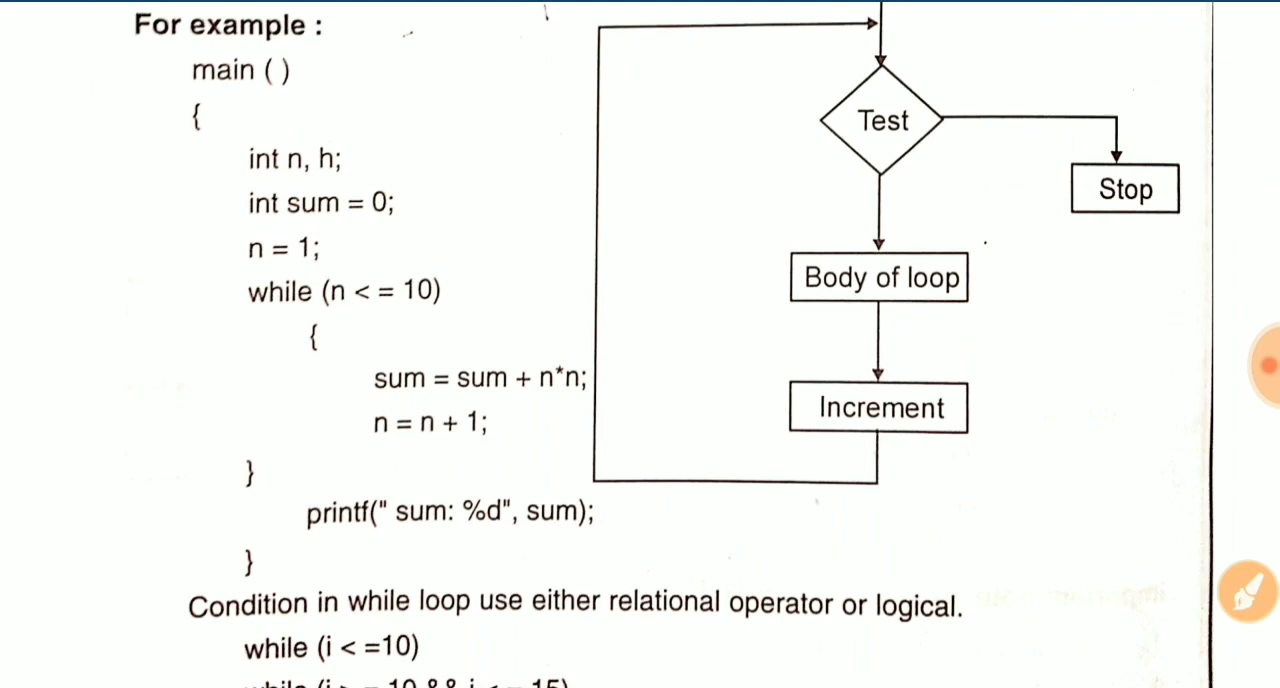 For example :
main ( )
{
int n, h;
int sum = 0;
n = 1;
while (n < = 10)
{
sum = sum + n*n;
n = n + 1;
}
printf(" sum: %d", sum);
}
Test
Stop
Body of loop
Increment
Condition in while loop use either relational operator or logical.
while (i < =10)